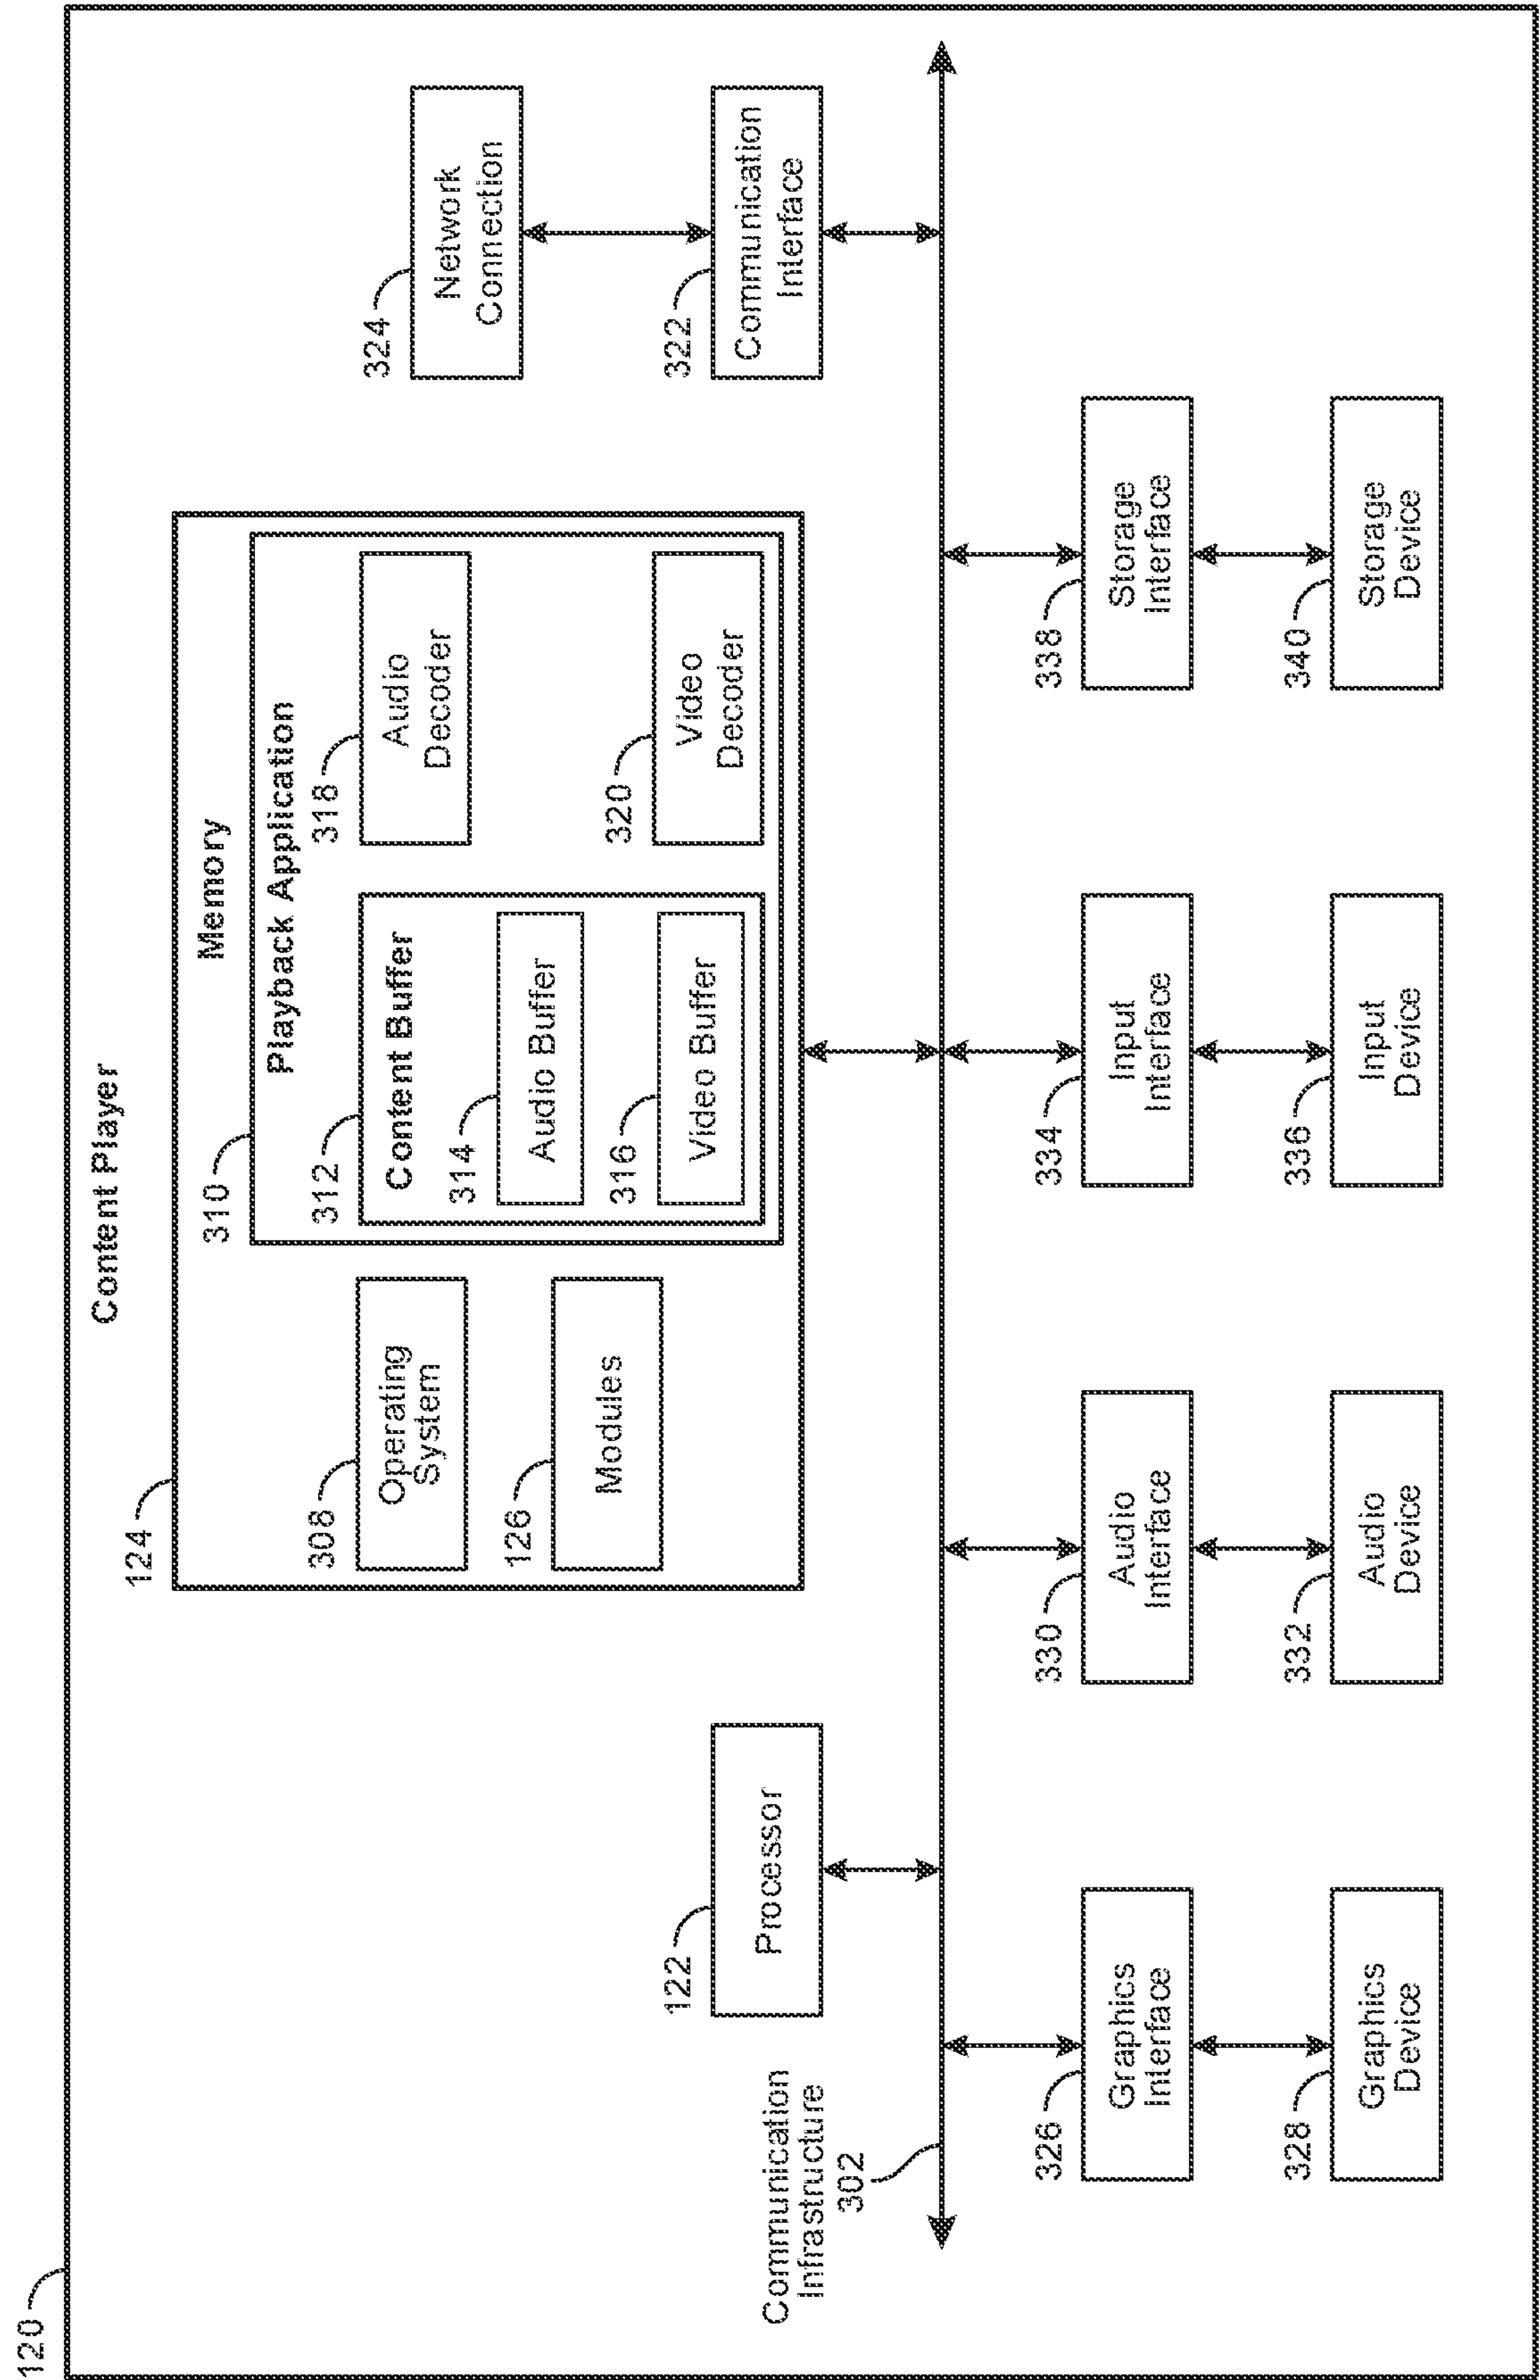 120
Content Player
124
Memory
310
Playback Application
308
Operating
System
126
Modules
312
Content Buffer
314
Audio Buffer
316
Video Buffer
318
Audio
Decoder
320
Video
Decoder
324
Network
Connection
122
Processor
322
Communication
Interface
Communication
Infrastructure
302
326
Graphics
Interface
330
Audio
Interface
334
Input
Interface
338
Storage
Interface
328
Graphics
Device
332
Audio
Device
336
Input
Device
340
Storage
Device